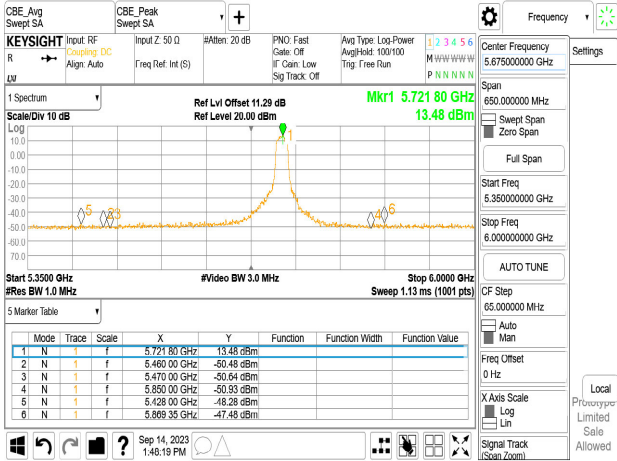 CBE_Avg
Swept SA
CBE_Peak
Swept SA
Frequency
KEYSIGHT
R
Input: RF
Coupling: DC
Align: Auto
Input Z: 50 Ω
Freq Ref: Int (S)
#Atten: 20 dB
PNO: Fast
Gate: Off
IF Gain: Low
Sig Track: Off
Avg Type: Log-Power
Avg|Hold: 100/100
Trig: Free Run
1 2 3 4 5 6
M W W W W W
P N N N N N
Center Frequency
5.675000000 GHz
Settings
Span
650.000000 MHz
Swept Span
Zero Span
Full Span
Start Freq
5.350000000 GHz
Stop Freq
6.000000000 GHz
AUTO TUNE
CF Step
65.000000 MHz
Auto
Man
Freq Offset
0 Hz
X Axis Scale
Log
Lin
Signal Track
(Span Zoom)
Local
Prototype
Limited
Sale
Allowed
1 Spectrum
Scale/Div 10 dB
Ref Lvl Offset 11.29 dB
Ref Level 20.00 dBm
Mkr1 5.721 80 GHz
13.48 dBm
Log
10.0
0.00
-10.0
-20.0
-30.0
-40.0
-50.0
-60.0
-70.0
1
5
2
3
4
6
Start 5.3500 GHz
#Res BW 1.0 MHz
#Video BW 3.0 MHz
Stop 6.0000 GHz
Sweep 1.13 ms (1001 pts)
5 Marker Table
Mode Trace Scale X Y Function Function Width Function Value
1 N 1 f 5.721 80 GHz 13.48 dBm
2 N 1 f 5.460 00 GHz -50.48 dBm
3 N 1 f 5.470 00 GHz -50.64 dBm
4 N 1 f 5.850 00 GHz -50.93 dBm
5 N 1 f 5.428 00 GHz -48.28 dBm
6 N 1 f 5.869 35 GHz -47.48 dBm
?
Sep 14, 2023
1:48:19 PM